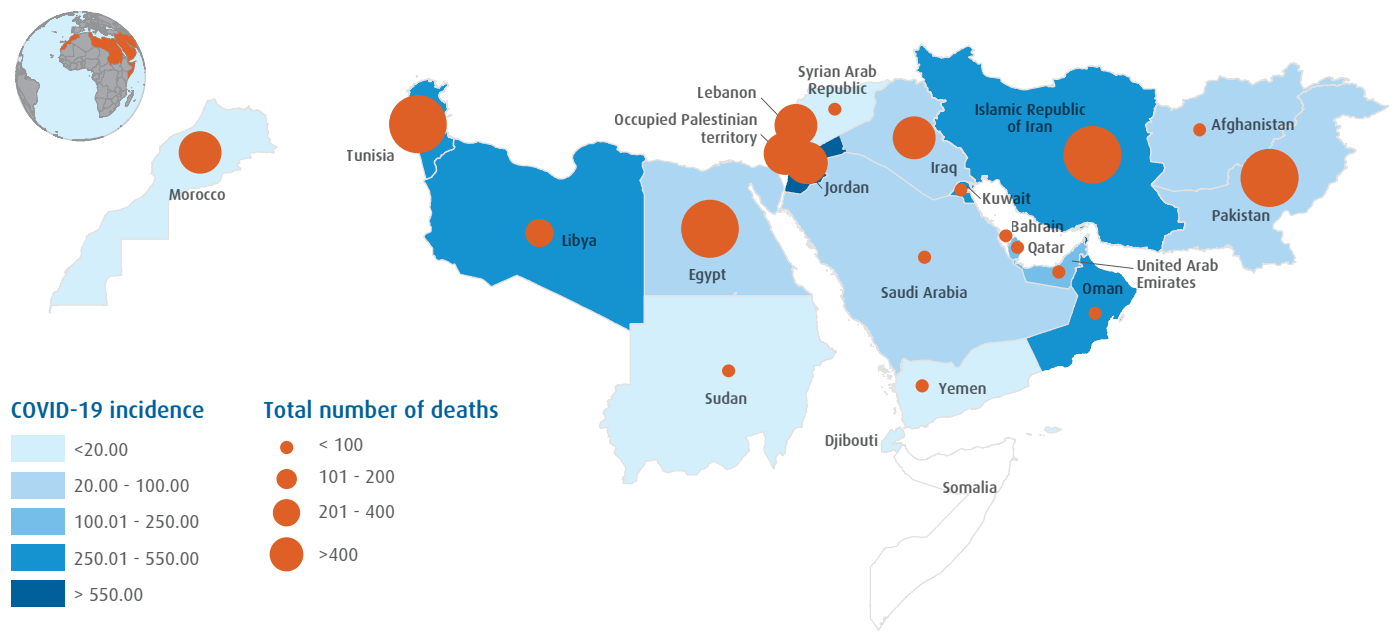 Syrian Arab
Republic
Lebanon
Occupied Palestinian
territory
Islamic Republic
of Iran
Afghanistan
Tunisia
Iraq
Jordan
Morocco
Kuwait
Pakistan
Bahrain
Qatar
Libya
Egypt
United Arab
Emirates
Saudi Arabia
Oman
Yemen
Sudan
Djibouti
Somalia
COVID-19 incidence
<20.00
20.00 - 100.00
100.01 - 250.00
250.01 - 550.00
> 550.00
Total number of deaths
< 100
101 - 200
201 - 400
>400